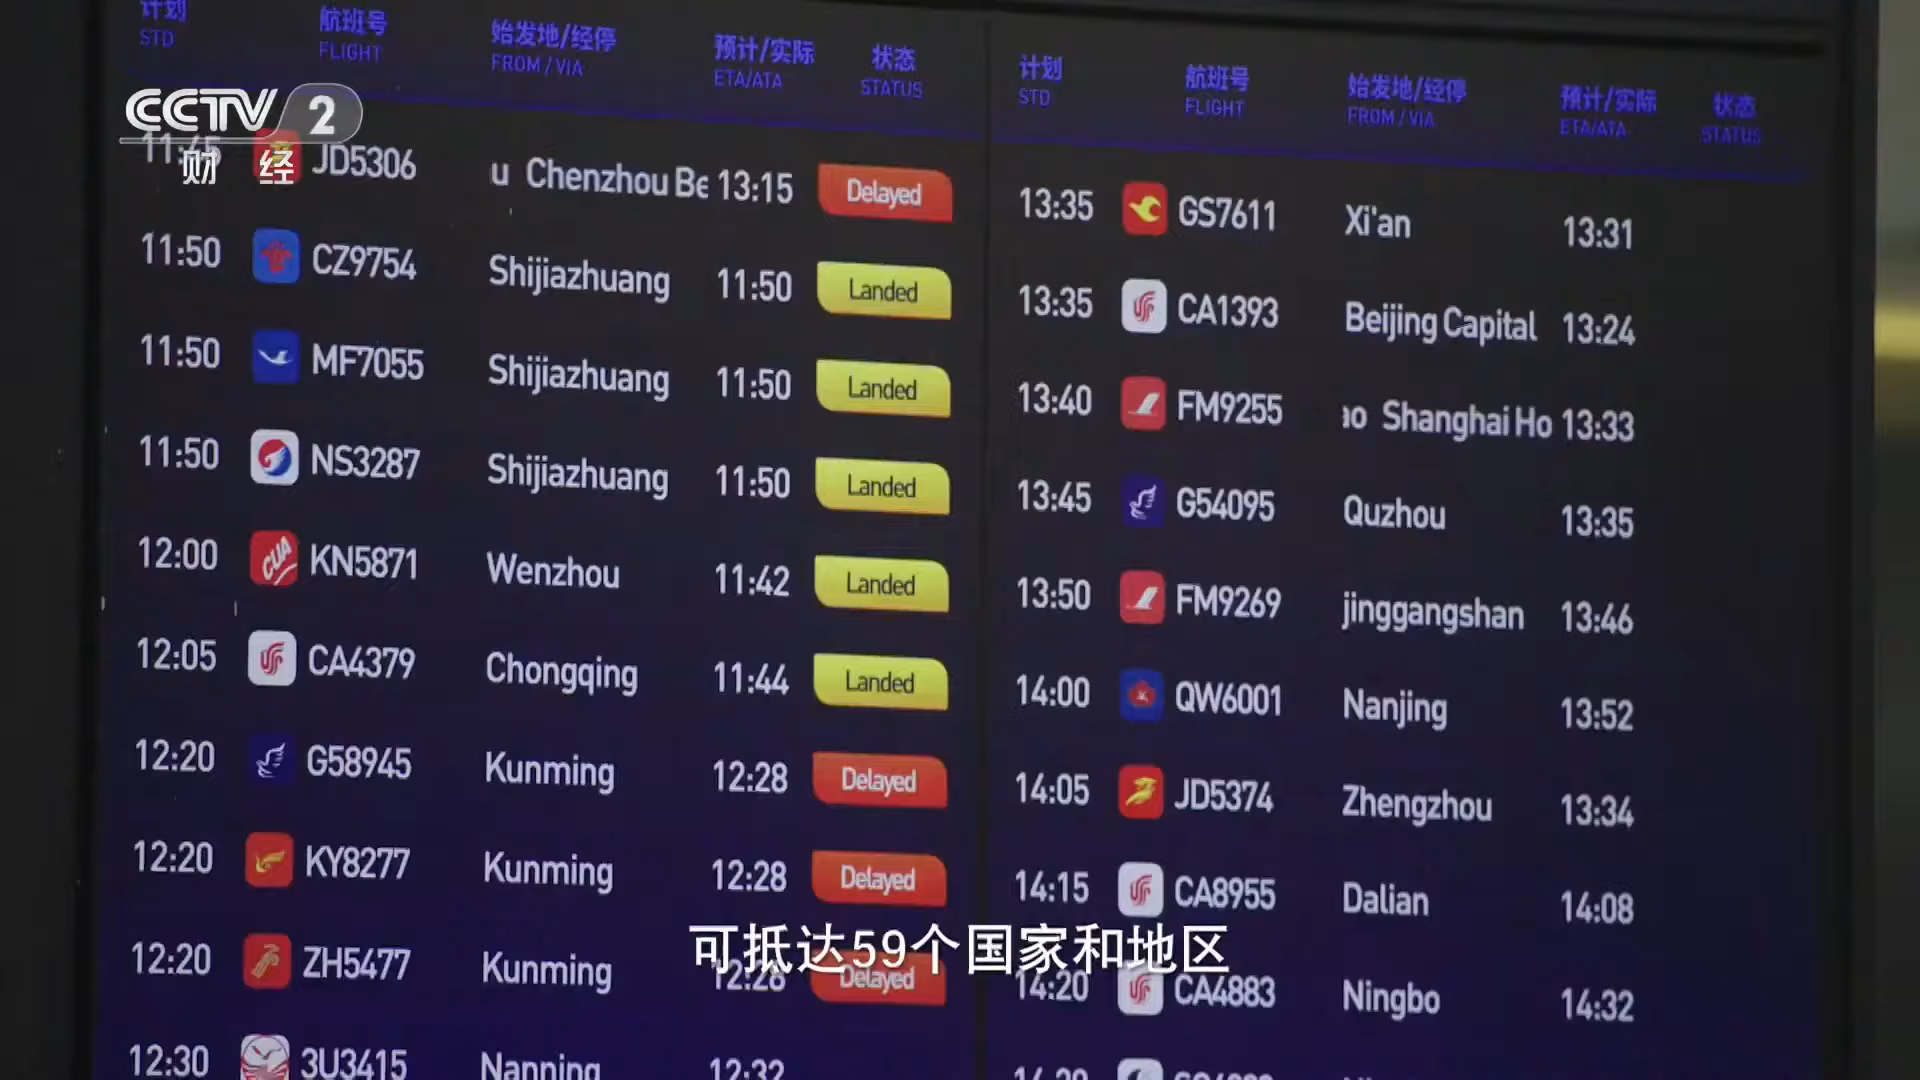 计划 航班号 始发地/经停 预计/实际 状态
STD FLIGHT FROM / VIA ETA/ATA STATUS
CCTV 2
财经
11:45 JD5306 u Chenzhou Be 13:15 Delayed
11:50 CZ9754 Shijiazhuang 11:50 Landed
11:50 MF7055 Shijiazhuang 11:50 Landed
11:50 NS3287 Shijiazhuang 11:50 Landed
12:00 CUA KN5871 Wenzhou 11:42 Landed
12:05 CA4379 Chongqing 11:44 Landed
12:20 G58945 Kunming 12:28 Delayed
12:20 KY8277 Kunming 12:28 Delayed
12:20 ZH5477 Kunming 12:28 Delayed
12:30 3U3415 Nanning 12:32
计划 航班号 始发地/经停 预计/实际 状态
STD FLIGHT FROM / VIA ETA/ATA STATUS
13:35 GS7611 Xi'an 13:31
13:35 CA1393 Beijing Capital 13:24
13:40 FM9255 ao Shanghai Ho 13:33
13:45 G54095 Quzhou 13:35
13:50 FM9269 jinggangshan 13:46
14:00 QW6001 Nanjing 13:52
14:05 JD5374 Zhengzhou 13:34
14:15 CA8955 Dalian 14:08
14:20 CA4883 Ningbo 14:32
可抵达59个国家和地区